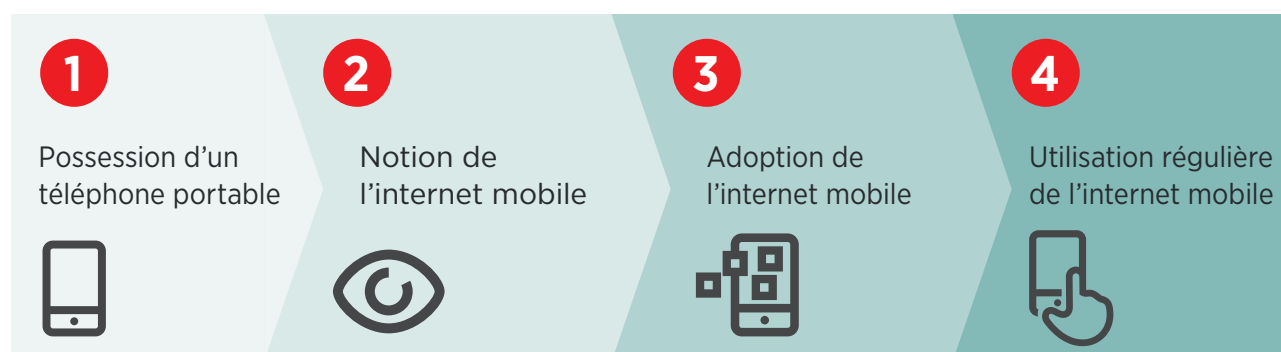 1
Possession d’un
téléphone portable
2
Notion de
l’internet mobile
3
Adoption de
l’internet mobile
4
Utilisation régulière
de l’internet mobile